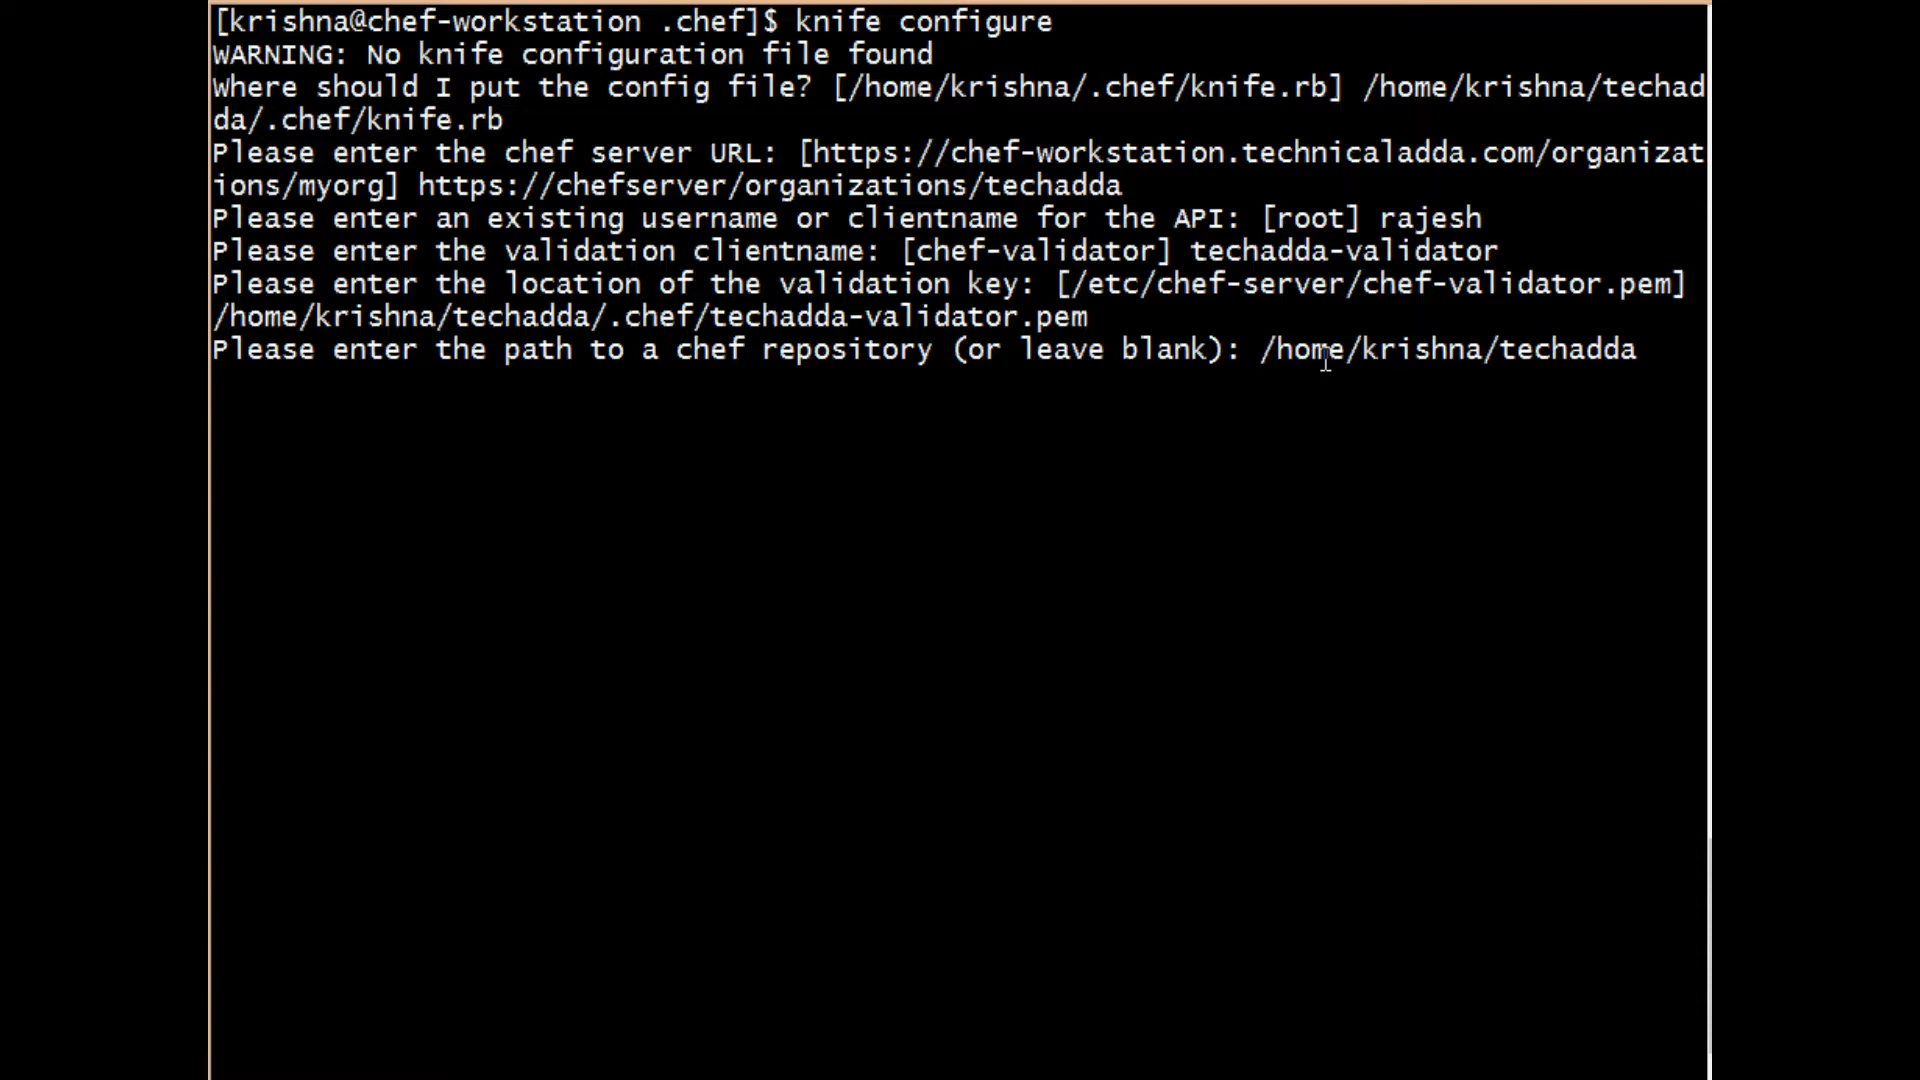 [krishna@chef-workstation .chef]$ knife configure
WARNING: No knife configuration file found
Where should I put the config file? [/home/krishna/.chef/knife.rb] /home/krishna/techad
da/.chef/knife.rb
Please enter the chef server URL: [https://chef-workstation.technicaladda.com/organizat
ions/myorg] https://chefserver/organizations/techadda
Please enter an existing username or clientname for the API: [root] rajesh
Please enter the validation clientname: [chef-validator] techadda-validator
Please enter the location of the validation key: [/etc/chef-server/chef-validator.pem]
/home/krishna/techadda/.chef/techadda-validator.pem
Please enter the path to a chef repository (or leave blank): /home/krishna/techadda